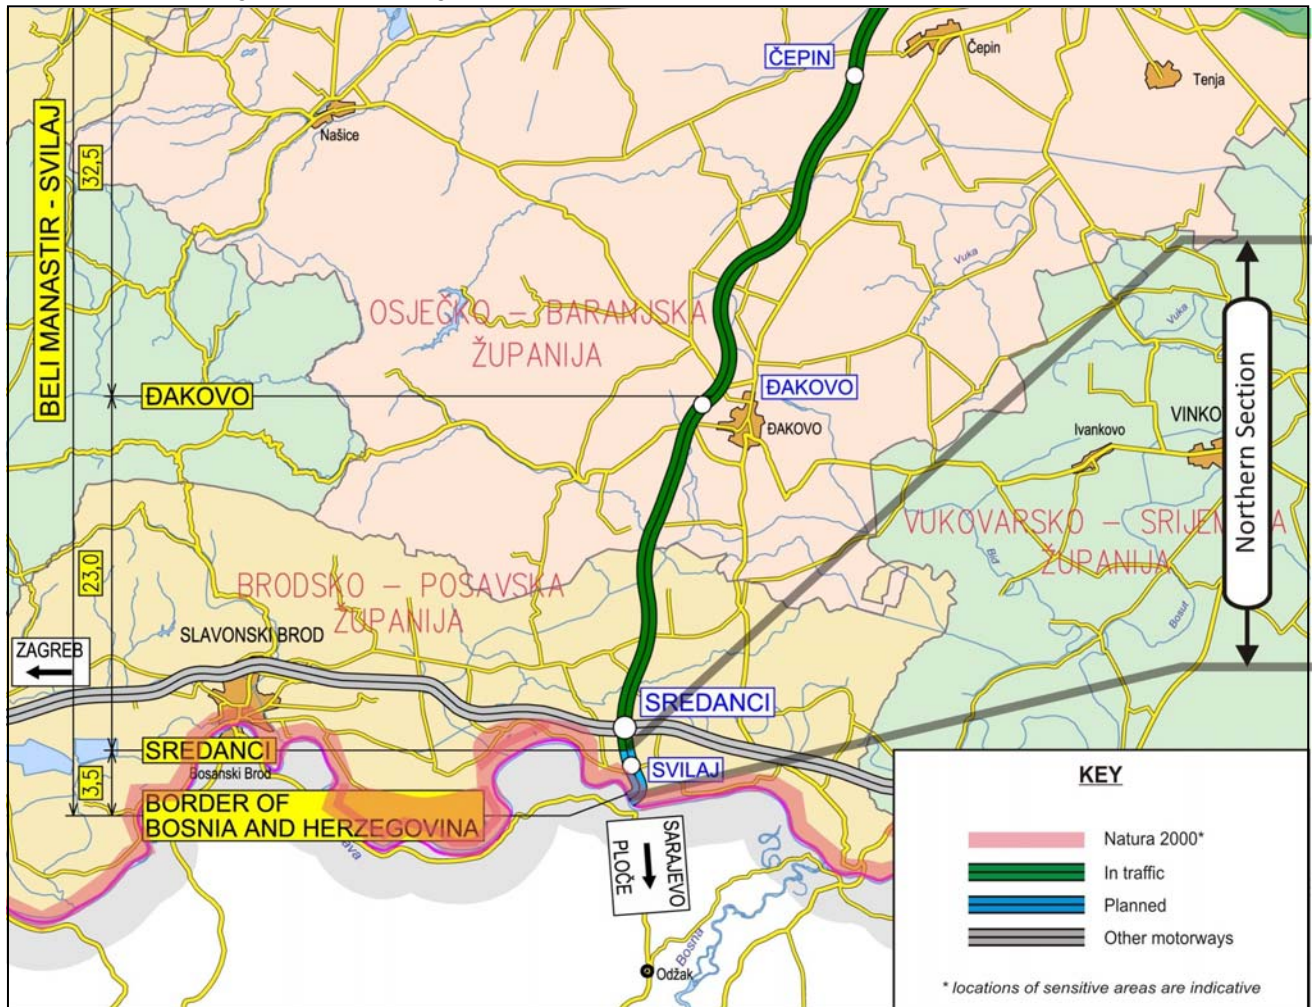 ČEPIN
Čepin
Tenja
Našice
BELI MANASTIR - SVILAJ
32,5
Vuka
OSJEČKO – BARANJSKA
ŽUPANIJA
Vuka
ĐAKOVO
ĐAKOVO
ĐAKOVO
Ivankovo
VINKO
Northern Section
VUKOVARSKO – SRIJEM
A
ŽUPANIJA
Bid
Bosut
23,0
BRODSKO – POSAVSKA
ŽUPANIJA
SLAVONSKI BROD
ZAGREB
SREDANCI
SREDANCI
Bosanski Brod
SVILAJ
3,5
BORDER OF
BOSNIA AND HERZEGOVINA
ava
SARAJEVO
PLOČE
Bosna
Odžak
KEY
Natura 2000*
In traffic
Planned
Other motorways
* locations of sensitive areas are indicative